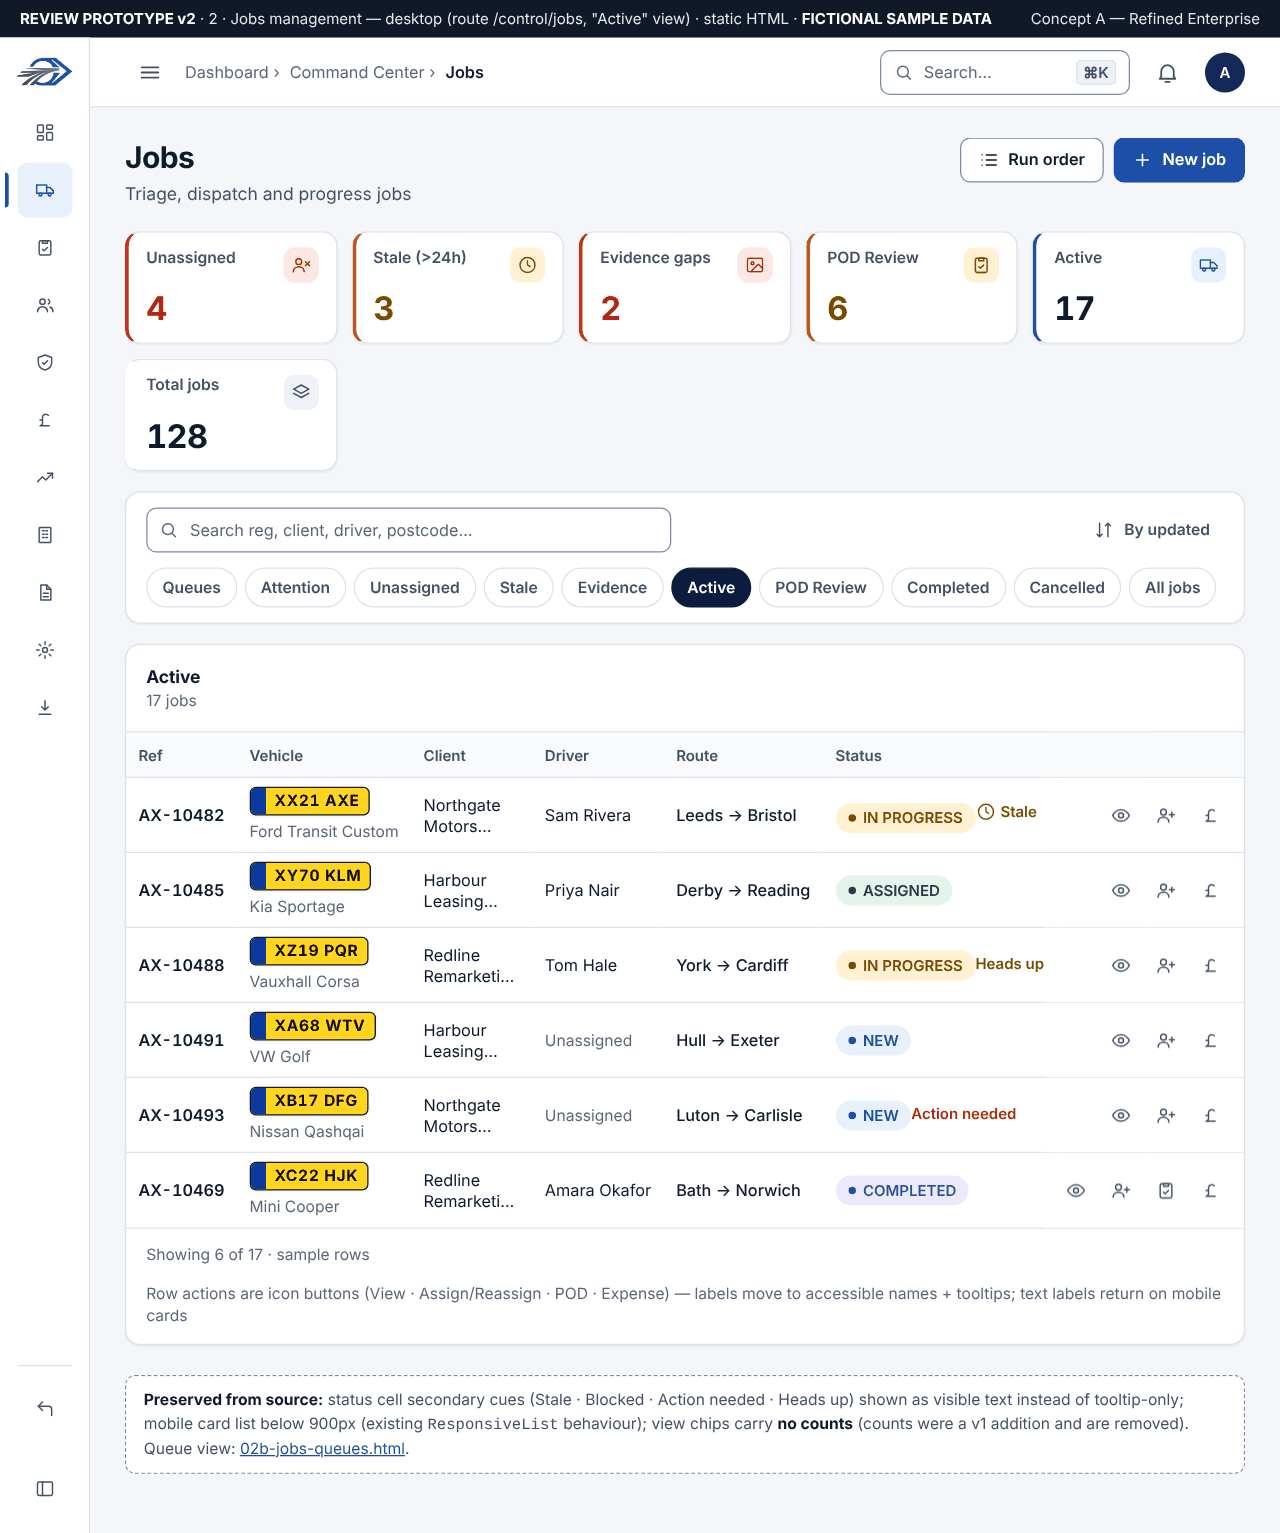 REVIEW PROTOTYPE v2 · 2 · Jobs management — desktop (route /control/jobs, "Active" view) · static HTML · FICTIONAL SAMPLE DATA Concept A — Refined Enterprise
Dashboard › Command Center › Jobs Search... ⌘K A
Jobs
Triage, dispatch and progress jobs
Run order New job
Unassigned Stale (>24h) Evidence gaps POD Review Active
4 3 2 6 17
Total jobs
128
Search reg, client, driver, postcode... By updated
Queues Attention Unassigned Stale Evidence Active POD Review Completed Cancelled All jobs
Active
17 jobs
Ref Vehicle Client Driver Route Status
AX-10482 XX21 AXE Ford Transit Custom Northgate Motors... Sam Rivera Leeds → Bristol IN PROGRESS Stale £
AX-10485 XY70 KLM Kia Sportage Harbour Leasing... Priya Nair Derby → Reading ASSIGNED £
AX-10488 XZ19 PQR Vauxhall Corsa Redline Remarketi... Tom Hale York → Cardiff IN PROGRESS Heads up £
AX-10491 XA68 WTV VW Golf Harbour Leasing... Unassigned Hull → Exeter NEW £
AX-10493 XB17 DFG Nissan Qashqai Northgate Motors... Unassigned Luton → Carlisle NEW Action needed £
AX-10469 XC22 HJK Mini Cooper Redline Remarketi... Amara Okafor Bath → Norwich COMPLETED £
Showing 6 of 17 · sample rows
Row actions are icon buttons (View · Assign/Reassign · POD · Expense) — labels move to accessible names + tooltips; text labels return on mobile
cards
Preserved from source: status cell secondary cues (Stale · Blocked · Action needed · Heads up) shown as visible text instead of tooltip-only;
mobile card list below 900px (existing ResponsiveList behaviour); view chips carry no counts (counts were a v1 addition and are removed).
Queue view: 02b-jobs-queues.html.